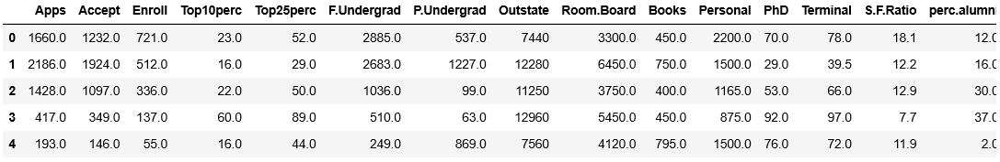 Apps Accept Enroll Top10perc Top25perc F.Undergrad P.Undergrad Outstate Room.Board Books Personal PhD Terminal S.F.Ratio perc.alumni
0 1660.0 1232.0 721.0 23.0 52.0 2885.0 537.0 7440 3300.0 450.0 2200.0 70.0 78.0 18.1 12.0
1 2186.0 1924.0 512.0 16.0 29.0 2683.0 1227.0 12280 6450.0 750.0 1500.0 29.0 39.5 12.2 16.0
2 1428.0 1097.0 336.0 22.0 50.0 1036.0 99.0 11250 3750.0 400.0 1165.0 53.0 66.0 12.9 30.0
3 417.0 349.0 137.0 60.0 89.0 510.0 63.0 12960 5450.0 450.0 875.0 92.0 97.0 7.7 37.0
4 193.0 146.0 55.0 16.0 44.0 249.0 869.0 7560 4120.0 795.0 1500.0 76.0 72.0 11.9 2.0